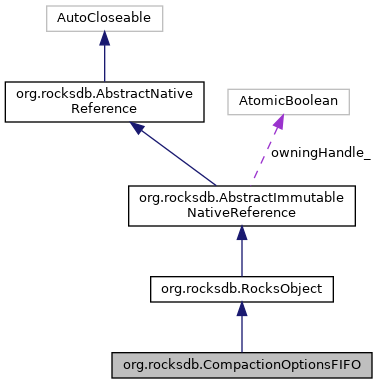 AutoCloseable
org.rocksdb.AbstractNative
Reference
AtomicBoolean
owningHandle_
org.rocksdb.AbstractImmutable
NativeReference
org.rocksdb.RocksObject
org.rocksdb.CompactionOptionsFIFO